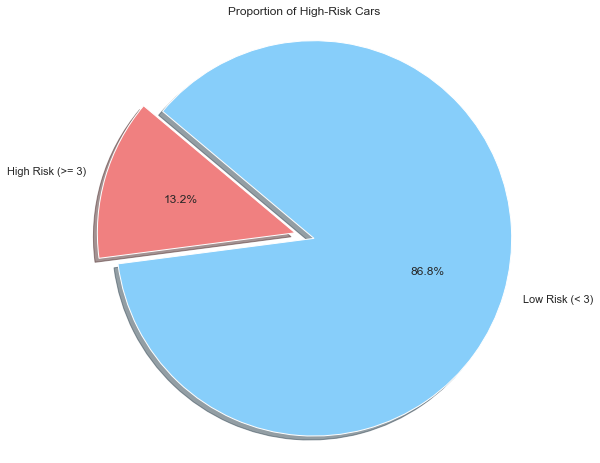 Proportion of High-Risk Cars
High Risk (>= 3)
13.2%
86.8%
Low Risk (< 3)